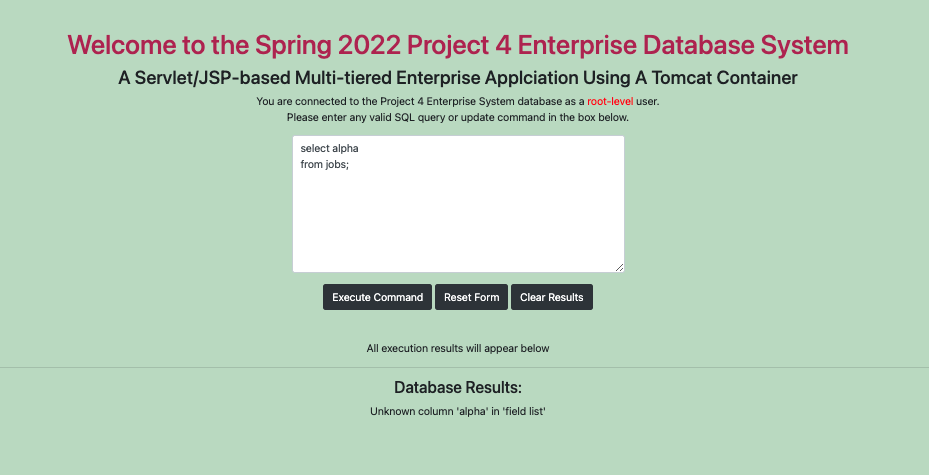 Welcome to the Spring 2022 Project 4 Enterprise Database System
A Servlet/JSP-based Multi-tiered Enterprise Applciation Using A Tomcat Container
You are connected to the Project 4 Enterprise System database as a root-level user.
Please enter any valid SQL query or update command in the box below.
select alpha
from jobs;
Execute Command Reset Form Clear Results
All execution results will appear below
Database Results:
Unknown column 'alpha' in 'field list'